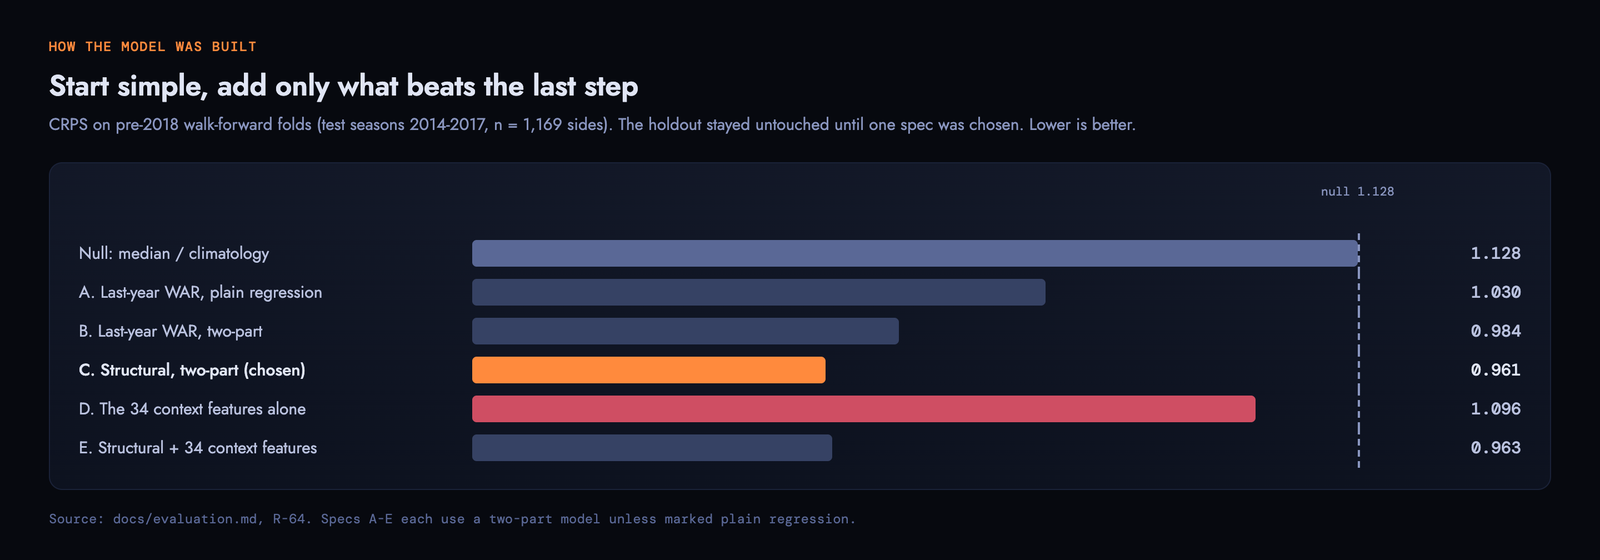 HOW THE MODEL WAS BUILT
Start simple, add only what beats the last step
CRPS on pre-2018 walk-forward folds (test seasons 2014-2017, n = 1,169 sides). The holdout stayed untouched until one spec was chosen. Lower is better.
null 1.128
Null: median / climatology 1.128
A. Last-year WAR, plain regression 1.030
B. Last-year WAR, two-part 0.984
C. Structural, two-part (chosen) 0.961
D. The 34 context features alone 1.096
E. Structural + 34 context features 0.963
Source: docs/evaluation.md, R-64. Specs A-E each use a two-part model unless marked plain regression.